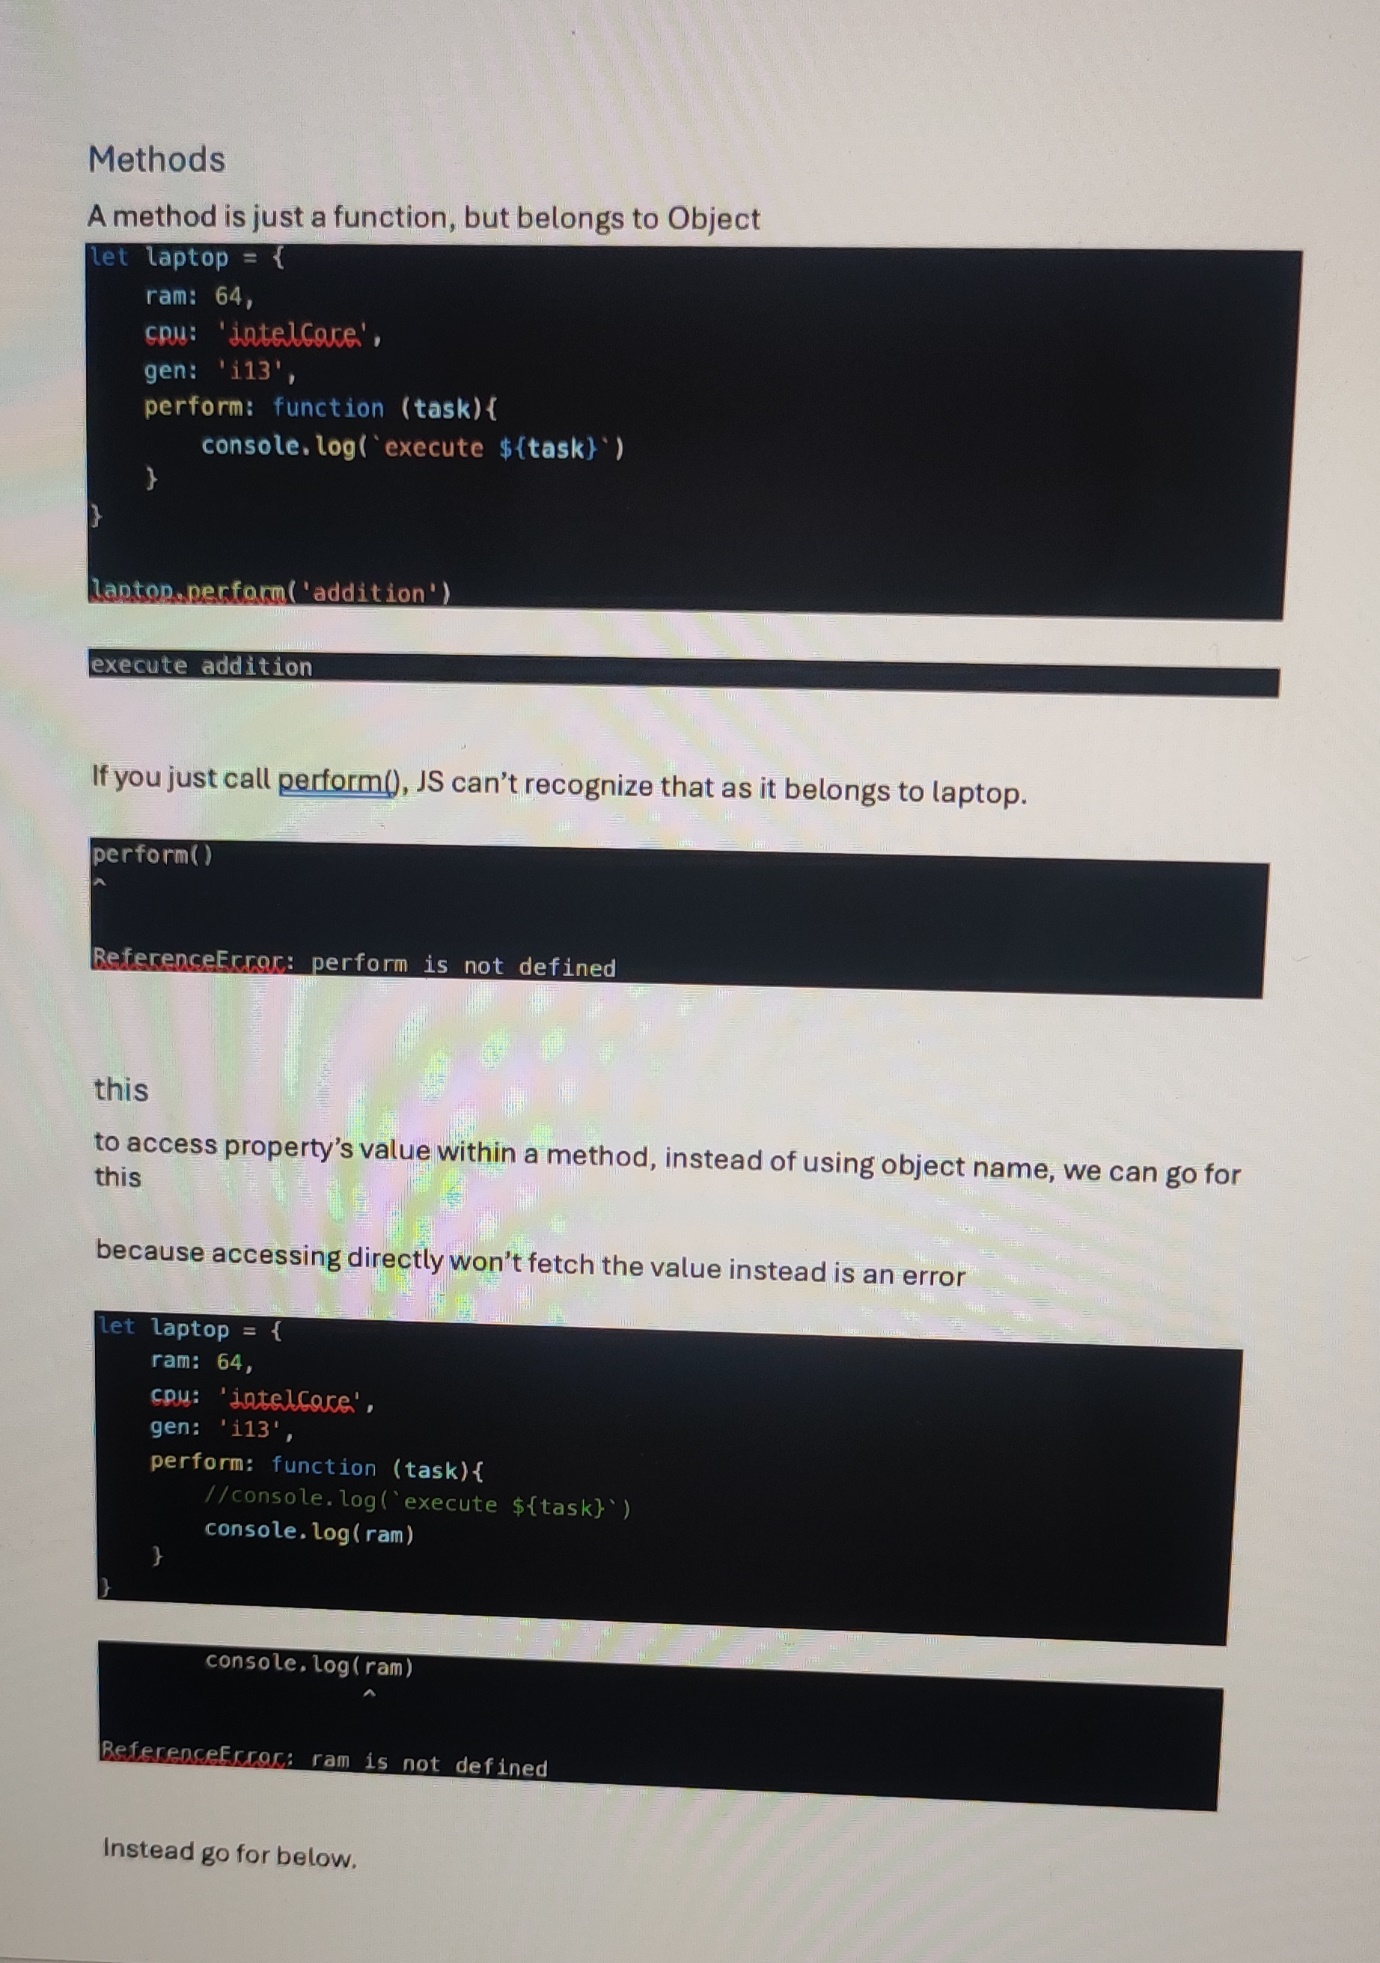 Methods
A method is just a function, but belongs to Object
let laptop = {
    ram: 64,
    cpu: 'intelCore',
    gen: 'i13',
    perform: function (task){
        console.log(`execute ${task}`)
    }
}
laptop.perform('addition')
execute addition
If you just call perform(), JS can't recognize that as it belongs to laptop.
perform()
^
ReferenceError: perform is not defined
this
to access property's value within a method, instead of using object name, we can go for
this
because accessing directly won't fetch the value instead is an error
let laptop = {
    ram: 64,
    cpu: 'intelCore',
    gen: 'i13',
    perform: function (task){
        //console.log(`execute ${task}`)
        console.log(ram)
    }
}
        console.log(ram)
                    ^
ReferenceError: ram is not defined
Instead go for below.